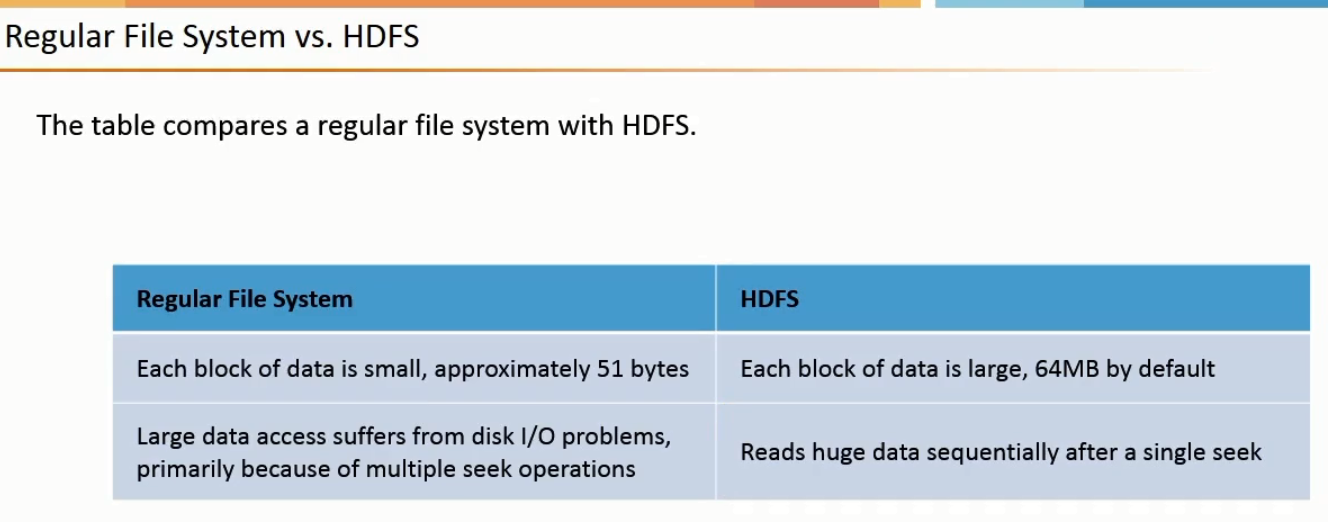 Regular File System vs. HDFS
The table compares a regular file system with HDFS.
Regular File System
HDFS
Each block of data is small, approximately 51 bytes
Each block of data is large, 64MB by default
Large data access suffers from disk I/O problems,
primarily because of multiple seek operations
Reads huge data sequentially after a single seek